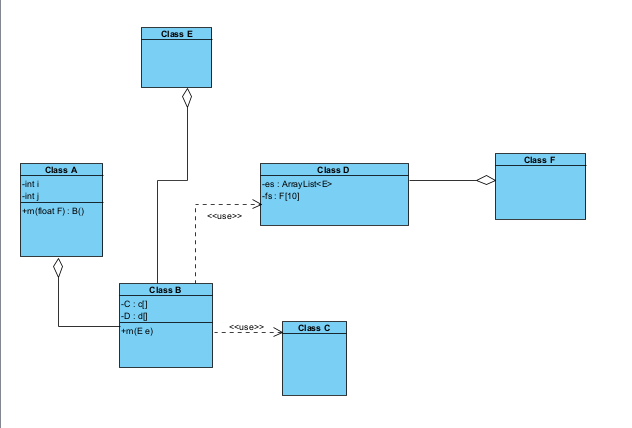 Class E
Class A
-int i
-int j
+m(float F) : B()
Class D
-es : ArrayList<E>
-fs : F[10]
Class F
<<use>>
Class B
-C : c[]
-D : d[]
+m(E e)
<<use>>
Class C